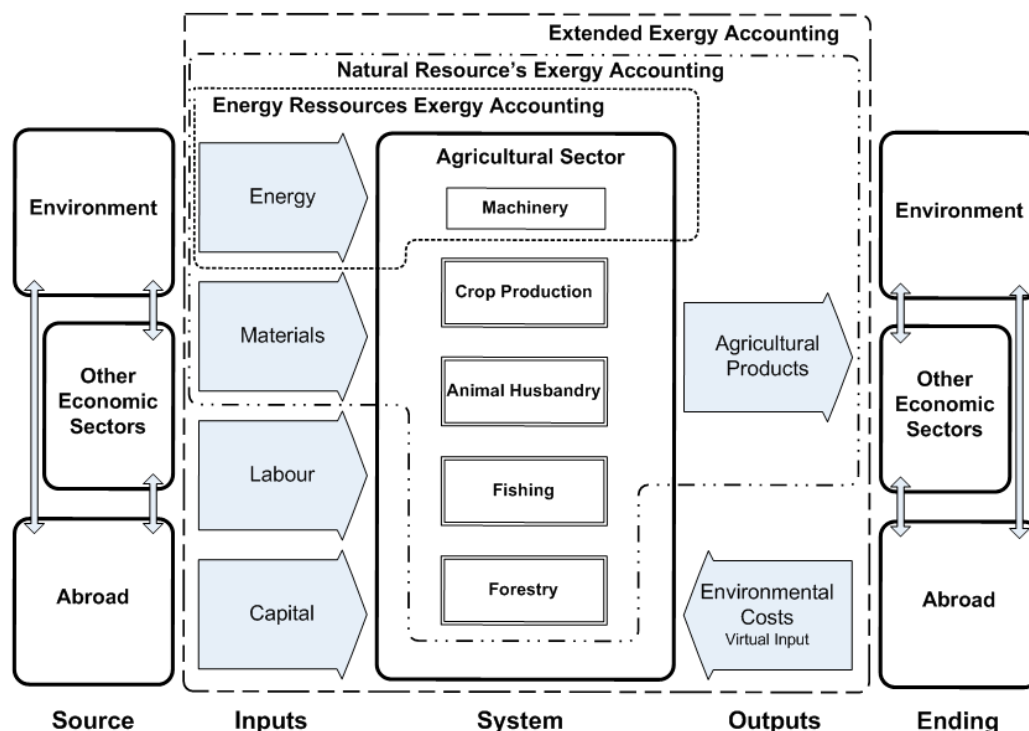 Extended Exergy Accounting
Natural Resource's Exergy Accounting
Energy Ressources Exergy Accounting
Environment
Other
Economic
Sectors
Abroad
Energy
Materials
Labour
Capital
Agricultural Sector
Machinery
Crop Production
Animal Husbandry
Fishing
Forestry
Agricultural
Products
Environmental
Costs
Virtual Input
Environment
Other
Economic
Sectors
Abroad
Source
Inputs
System
Outputs
Ending